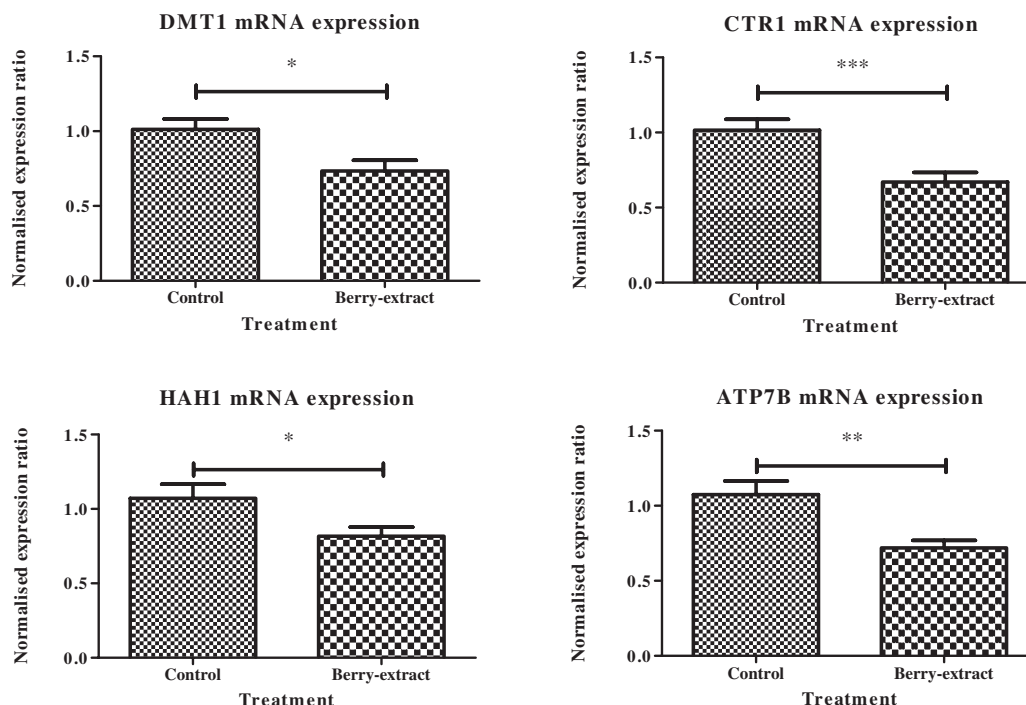 DMT1 mRNA expression
Normalised expression ratio
1.5
1.0
0.5
0.0
*
Control
Berry-extract
Treatment
CTR1 mRNA expression
Normalised expression ratio
1.5
1.0
0.5
0.0
***
Control
Berry-extract
Treatment
HAH1 mRNA expression
Normalised expression ratio
1.5
1.0
0.5
0.0
*
Control
Berry-extract
Treatment
ATP7B mRNA expression
Normalised expression ratio
1.5
1.0
0.5
0.0
**
Control
Berry-extract
Treatment